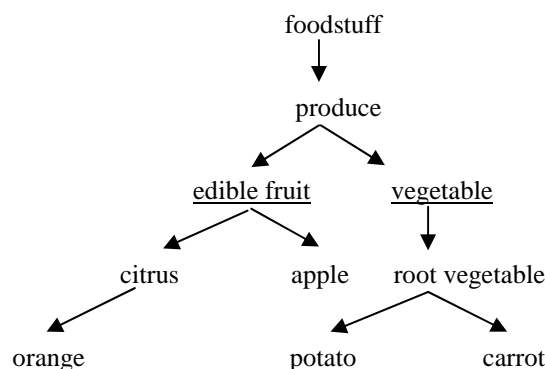 foodstuff
produce
edible fruit vegetable
citrus apple root vegetable
orange potato carrot